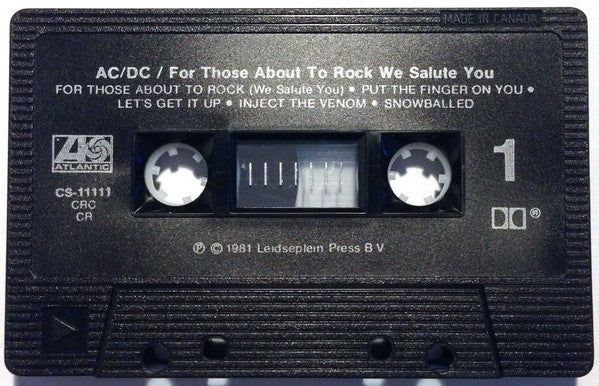 MADE IN CANADA
AC/DC / For Those About To Rock We Salute You
FOR THOSE ABOUT TO ROCK (We Salute You) • PUT THE FINGER ON YOU •
LET'S GET IT UP • INJECT THE VENOM • SNOWBALLED
ATLANTIC
CS-11111
CRC
CR
1
® 
℗ © 1981 Leidseplein Press B V